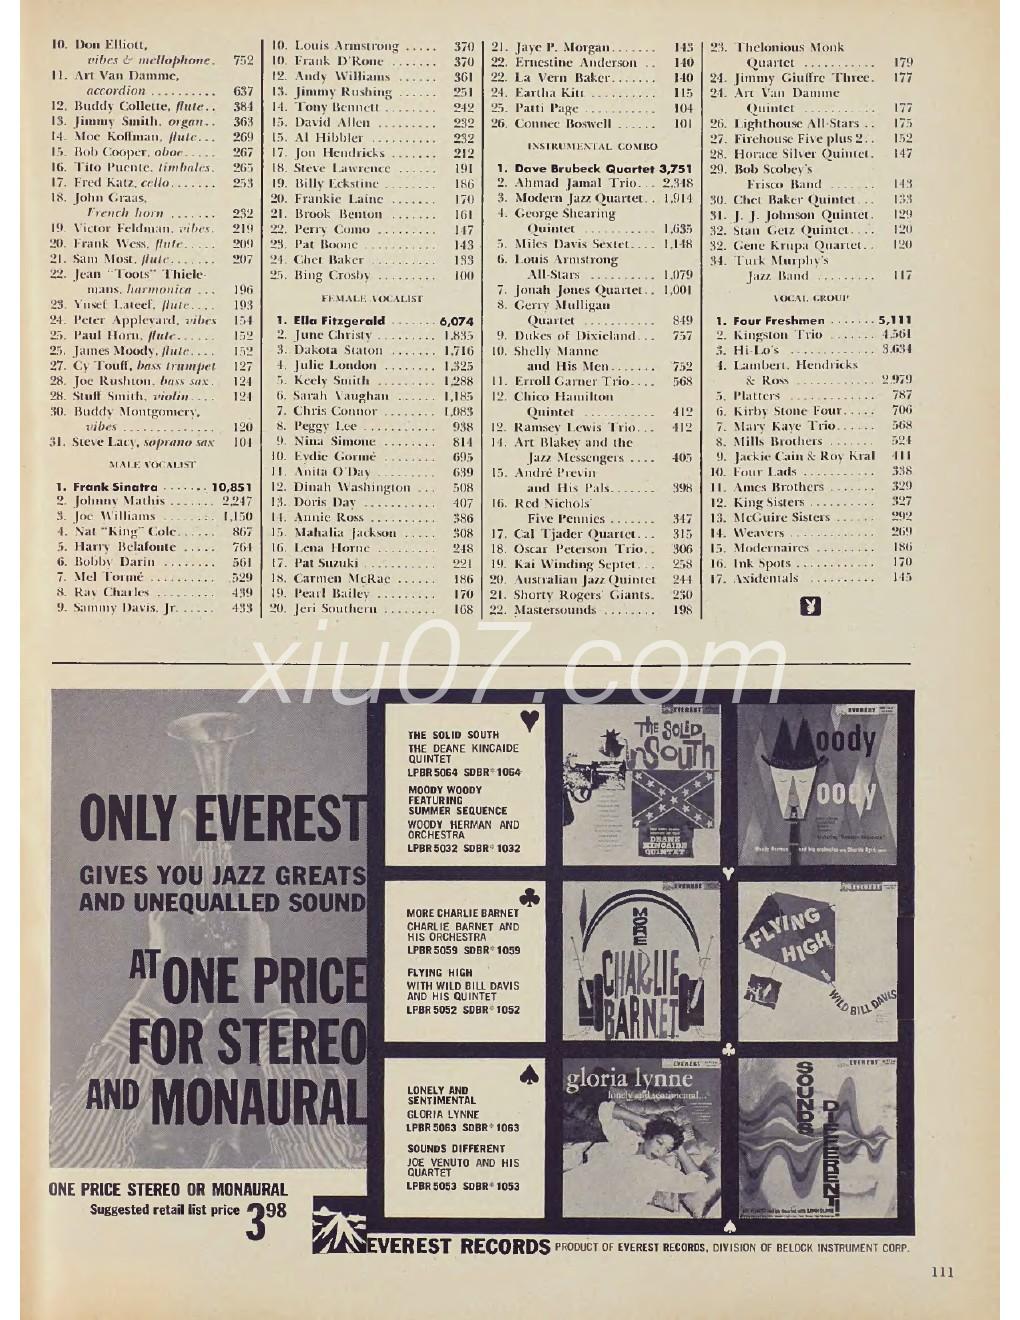 10. Don Elliott,
vibes & mellophone. 752
11. Art Van Damme,
accordion .......... 637
12. Buddy Collette, flute.. 384
13. Jimmy Smith, organ.. 363
14. Moe Koffman, flute... 269
15. Bob Cooper, oboe..... 267
16. Tito Puente, timbales. 265
17. Fred Katz, cello....... 253
18. John Graas,
French horn ....... 232
19. Victor Feldman, vibes. 219
20. Frank Wess, flute..... 209
21. Sam Most, flute...... 207
22. Jean "Toots" Thiele-
mans, harmonica ... 196
23. Yusef Lateef, flute.... 193
24. Peter Appleyard, vibes 154
25. Paul Horn, flute...... 152
25. James Moody, flute.... 152
27. Cy Touff, bass trumpet 127
28. Joe Rushton, bass sax. 124
28. Stuff Smith, violin.... 124
30. Buddy Montgomery,
vibes .............. 120
31. Steve Lacy, soprano sax 104
MALE VOCALIST
1. Frank Sinatra ....... 10,851
2. Johnny Mathis ...... 2,247
3. Joe Williams ....... 1,150
4. Nat "King" Cole..... 867
5. Harry Belafonte ..... 764
6. Bobby Darin ........ 561
7. Mel Tormé .......... 529
8. Ray Charles ......... 439
9. Sammy Davis, Jr. ..... 433
10. Louis Armstrong ..... 370
10. Frank D'Rone ....... 370
12. Andy Williams ...... 361
13. Jimmy Rushing ...... 251
14. Tony Bennett ........ 242
15. David Allen ......... 232
15. Al Hibbler .......... 232
17. Jon Hendricks ....... 212
18. Steve Lawrence ...... 191
19. Billy Eckstine ....... 186
20. Frankie Laine ....... 170
21. Brook Benton ....... 161
22. Perry Como ......... 147
23. Pat Boone ........... 143
24. Chet Baker .......... 133
25. Bing Crosby ......... 100
FEMALE VOCALIST
1. Ella Fitzgerald ....... 6,074
2. June Christy ......... 1,835
3. Dakota Staton ....... 1,716
4. Julie London ........ 1,325
5. Keely Smith ......... 1,288
6. Sarah Vaughan ...... 1,185
7. Chris Connor ........ 1,083
8. Peggy Lee ........... 938
9. Nina Simone ........ 814
10. Eydie Gormé ........ 695
11. Anita O'Day ......... 639
12. Dinah Washington ... 508
13. Doris Day ........... 407
14. Annie Ross .......... 386
15. Mahalia Jackson ..... 308
16. Lena Horne ......... 248
17. Pat Suzuki .......... 221
18. Carmen McRae ...... 186
19. Pearl Bailey ......... 170
20. Jeri Southern ........ 168
21. Jaye P. Morgan....... 143
22. Ernestine Anderson .. 140
22. La Vern Baker....... 140
24. Eartha Kitt .......... 115
25. Patti Page ........... 104
26. Connee Boswell ...... 101
INSTRUMENTAL COMBO
1. Dave Brubeck Quartet 3,751
2. Ahmad Jamal Trio... 2,348
3. Modern Jazz Quartet.. 1,914
4. George Shearing
Quintet ............ 1,635
5. Miles Davis Sextet.... 1,148
6. Louis Armstrong
All-Stars ........... 1,079
7. Jonah Jones Quartet.. 1,001
8. Gerry Mulligan
Quartet ........... 849
9. Dukes of Dixieland... 757
10. Shelly Manne
and His Men....... 752
11. Erroll Garner Trio.... 568
12. Chico Hamilton
Quintet ........... 412
12. Ramsey Lewis Trio... 412
14. Art Blakey and the
Jazz Messengers .... 405
15. André Previn
and His Pals....... 398
16. Red Nichols'
Five Pennies ....... 347
17. Cal Tjader Quartet... 315
18. Oscar Peterson Trio.. 306
19. Kai Winding Septet... 258
20. Australian Jazz Quintet 244
21. Shorty Rogers' Giants. 230
22. Mastersounds ........ 198
23. Thelonious Monk
Quartet ........... 179
24. Jimmy Giuffre Three. 177
24. Art Van Damme
Quintet ........... 177
26. Lighthouse All-Stars .. 175
27. Firehouse Five plus 2.. 152
28. Horace Silver Quintet. 147
29. Bob Scobey's
Frisco Band ....... 143
30. Chet Baker Quintet... 133
31. J. J. Johnson Quintet. 129
32. Stan Getz Quintet.... 120
32. Gene Krupa Quartet.. 120
34. Turk Murphy's
Jazz Band ......... 117
VOCAL GROUP
1. Four Freshmen ....... 5,111
2. Kingston Trio ....... 4,561
3. Hi-Lo's ............ 3,634
4. Lambert, Hendricks
& Ross ............ 2,979
5. Platters ............. 787
6. Kirby Stone Four..... 706
7. Mary Kaye Trio...... 568
8. Mills Brothers ....... 524
9. Jackie Cain & Roy Kral 411
10. Four Lads .......... 338
11. Ames Brothers ....... 329
12. King Sisters ......... 327
13. McGuire Sisters ...... 292
14. Weavers ............. 269
15. Modernaires ......... 186
16. Ink Spots ........... 170
17. Axidentals .......... 145
xiu07.com
ONLY EVEREST
GIVES YOU JAZZ GREATS
AND UNEQUALLED SOUND
AT ONE PRICE
FOR STEREO
AND MONAURAL
ONE PRICE STEREO OR MONAURAL
Suggested retail list price 3 98
THE SOLID SOUTH
THE DEANE KINCAIDE
QUINTET
LPBR 5064 SDBR* 1064
MOODY WOODY
FEATURING
SUMMER SEQUENCE
WOODY HERMAN AND
ORCHESTRA
LPBR 5032 SDBR* 1032
MORE CHARLIE BARNET
CHARLIE BARNET AND
HIS ORCHESTRA
LPBR 5059 SDBR* 1059
FLYING HIGH
WITH WILD BILL DAVIS
AND HIS QUINTET
LPBR 5052 SDBR* 1052
LONELY AND
SENTIMENTAL
GLORIA LYNNE
LPBR 5063 SDBR* 1063
SOUNDS DIFFERENT
JOE VENUTO AND HIS
QUARTET
LPBR 5053 SDBR* 1053
EVEREST
THE SOLID
SOUTH
DEANE
KINCAIDE
QUINTET
EVEREST
Moody
Woody
EVEREST
MORE
CHARLIE
BARNET
EVEREST
FLYING
HIGH
WILD BILL DAVIS
EVEREST
gloria lynne
lonely and sentimental...
EVEREST
SOUNDS
DIFFERENT!
EVEREST RECORDS PRODUCT OF EVEREST RECORDS, DIVISION OF BELOCK INSTRUMENT CORP.
111